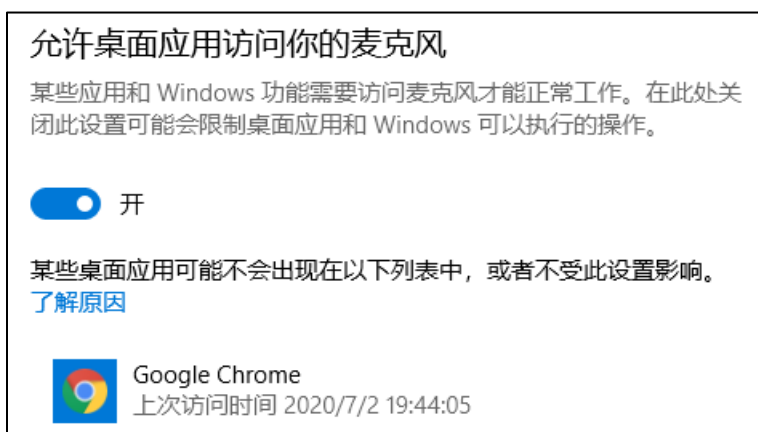 允许桌面应用访问你的麦克风
某些应用和 Windows 功能需要访问麦克风才能正常工作。在此处关
闭此设置可能会限制桌面应用和 Windows 可以执行的操作。
开
某些桌面应用可能不会出现在以下列表中，或者不受此设置影响。
了解原因
Google Chrome
上次访问时间 2020/7/2 19:44:05